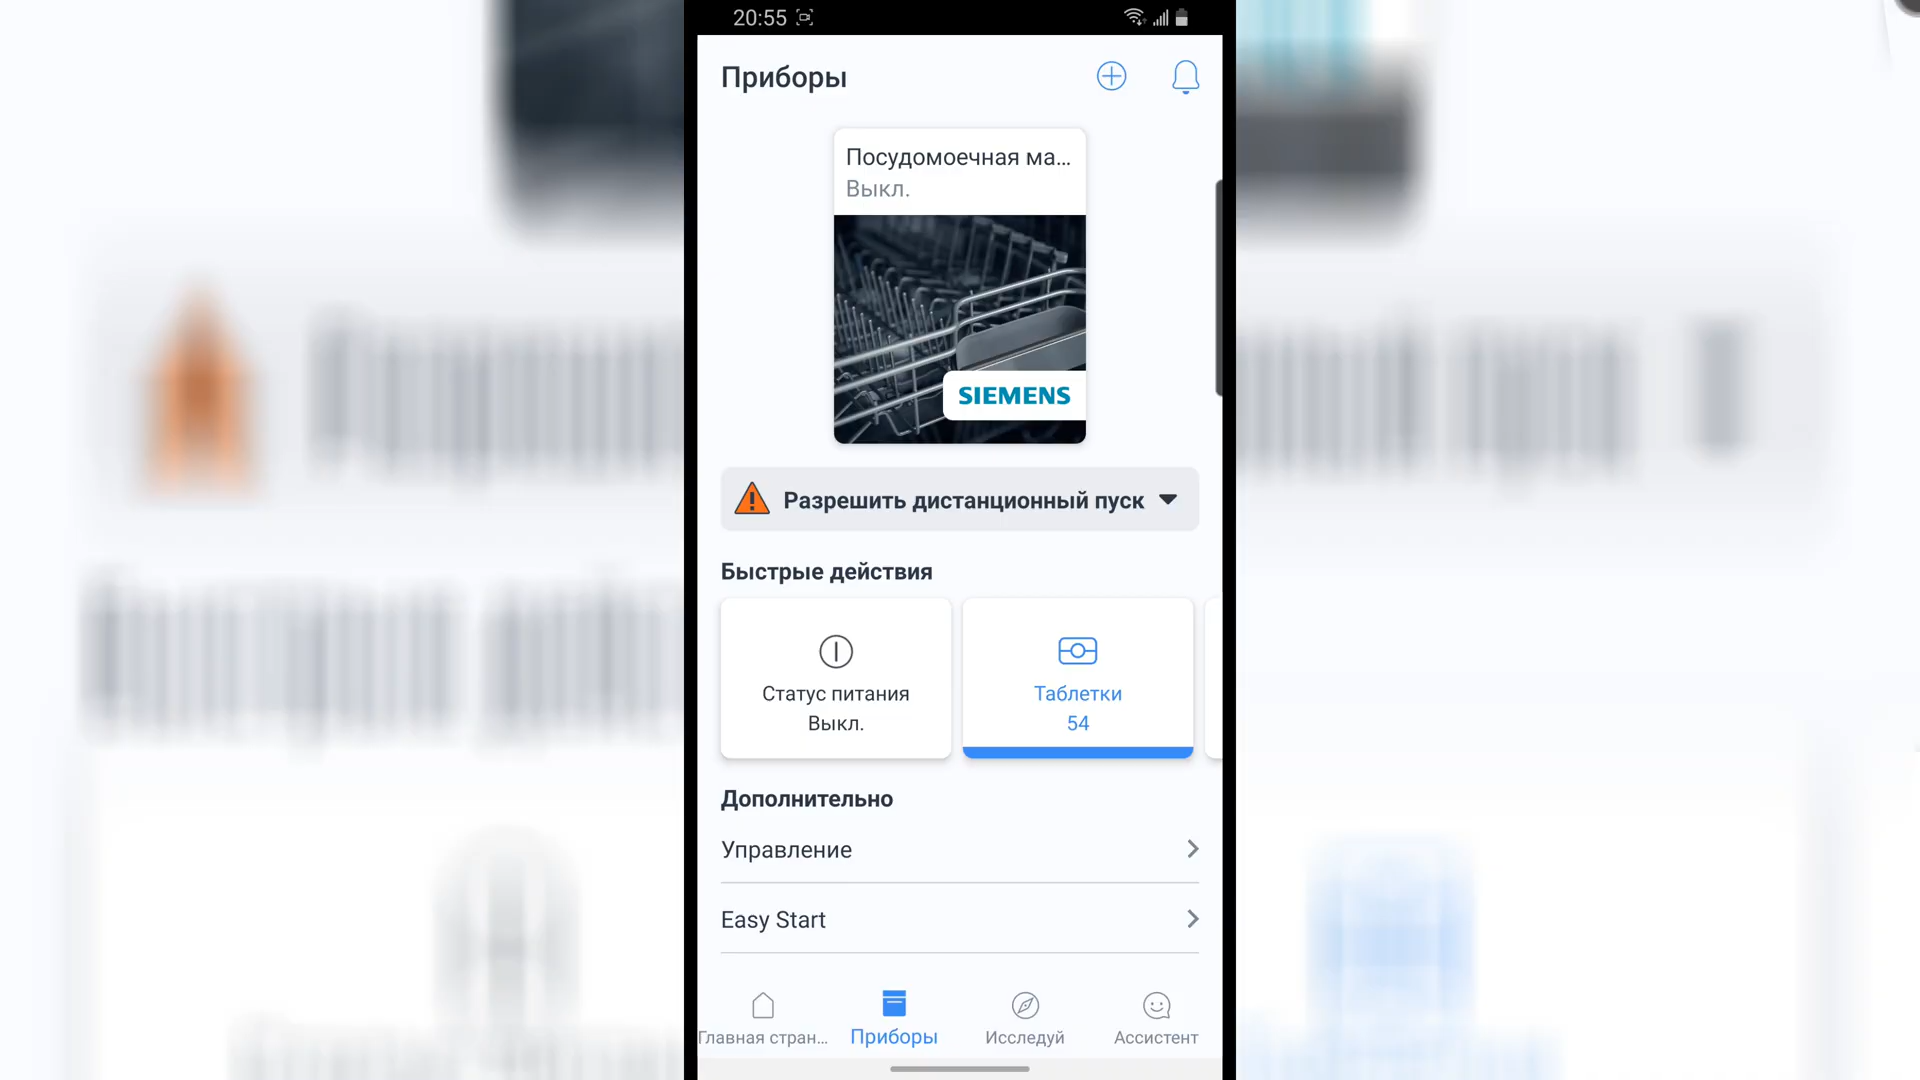 20:55
Приборы
Посудомоечная ма...
Выкл.
SIEMENS
Разрешить дистанционный пуск
Быстрые действия
Статус питания
Выкл.
Таблетки
54
Дополнительно
Управление
Easy Start
Главная стран...
Приборы
Исследуй
Ассистент